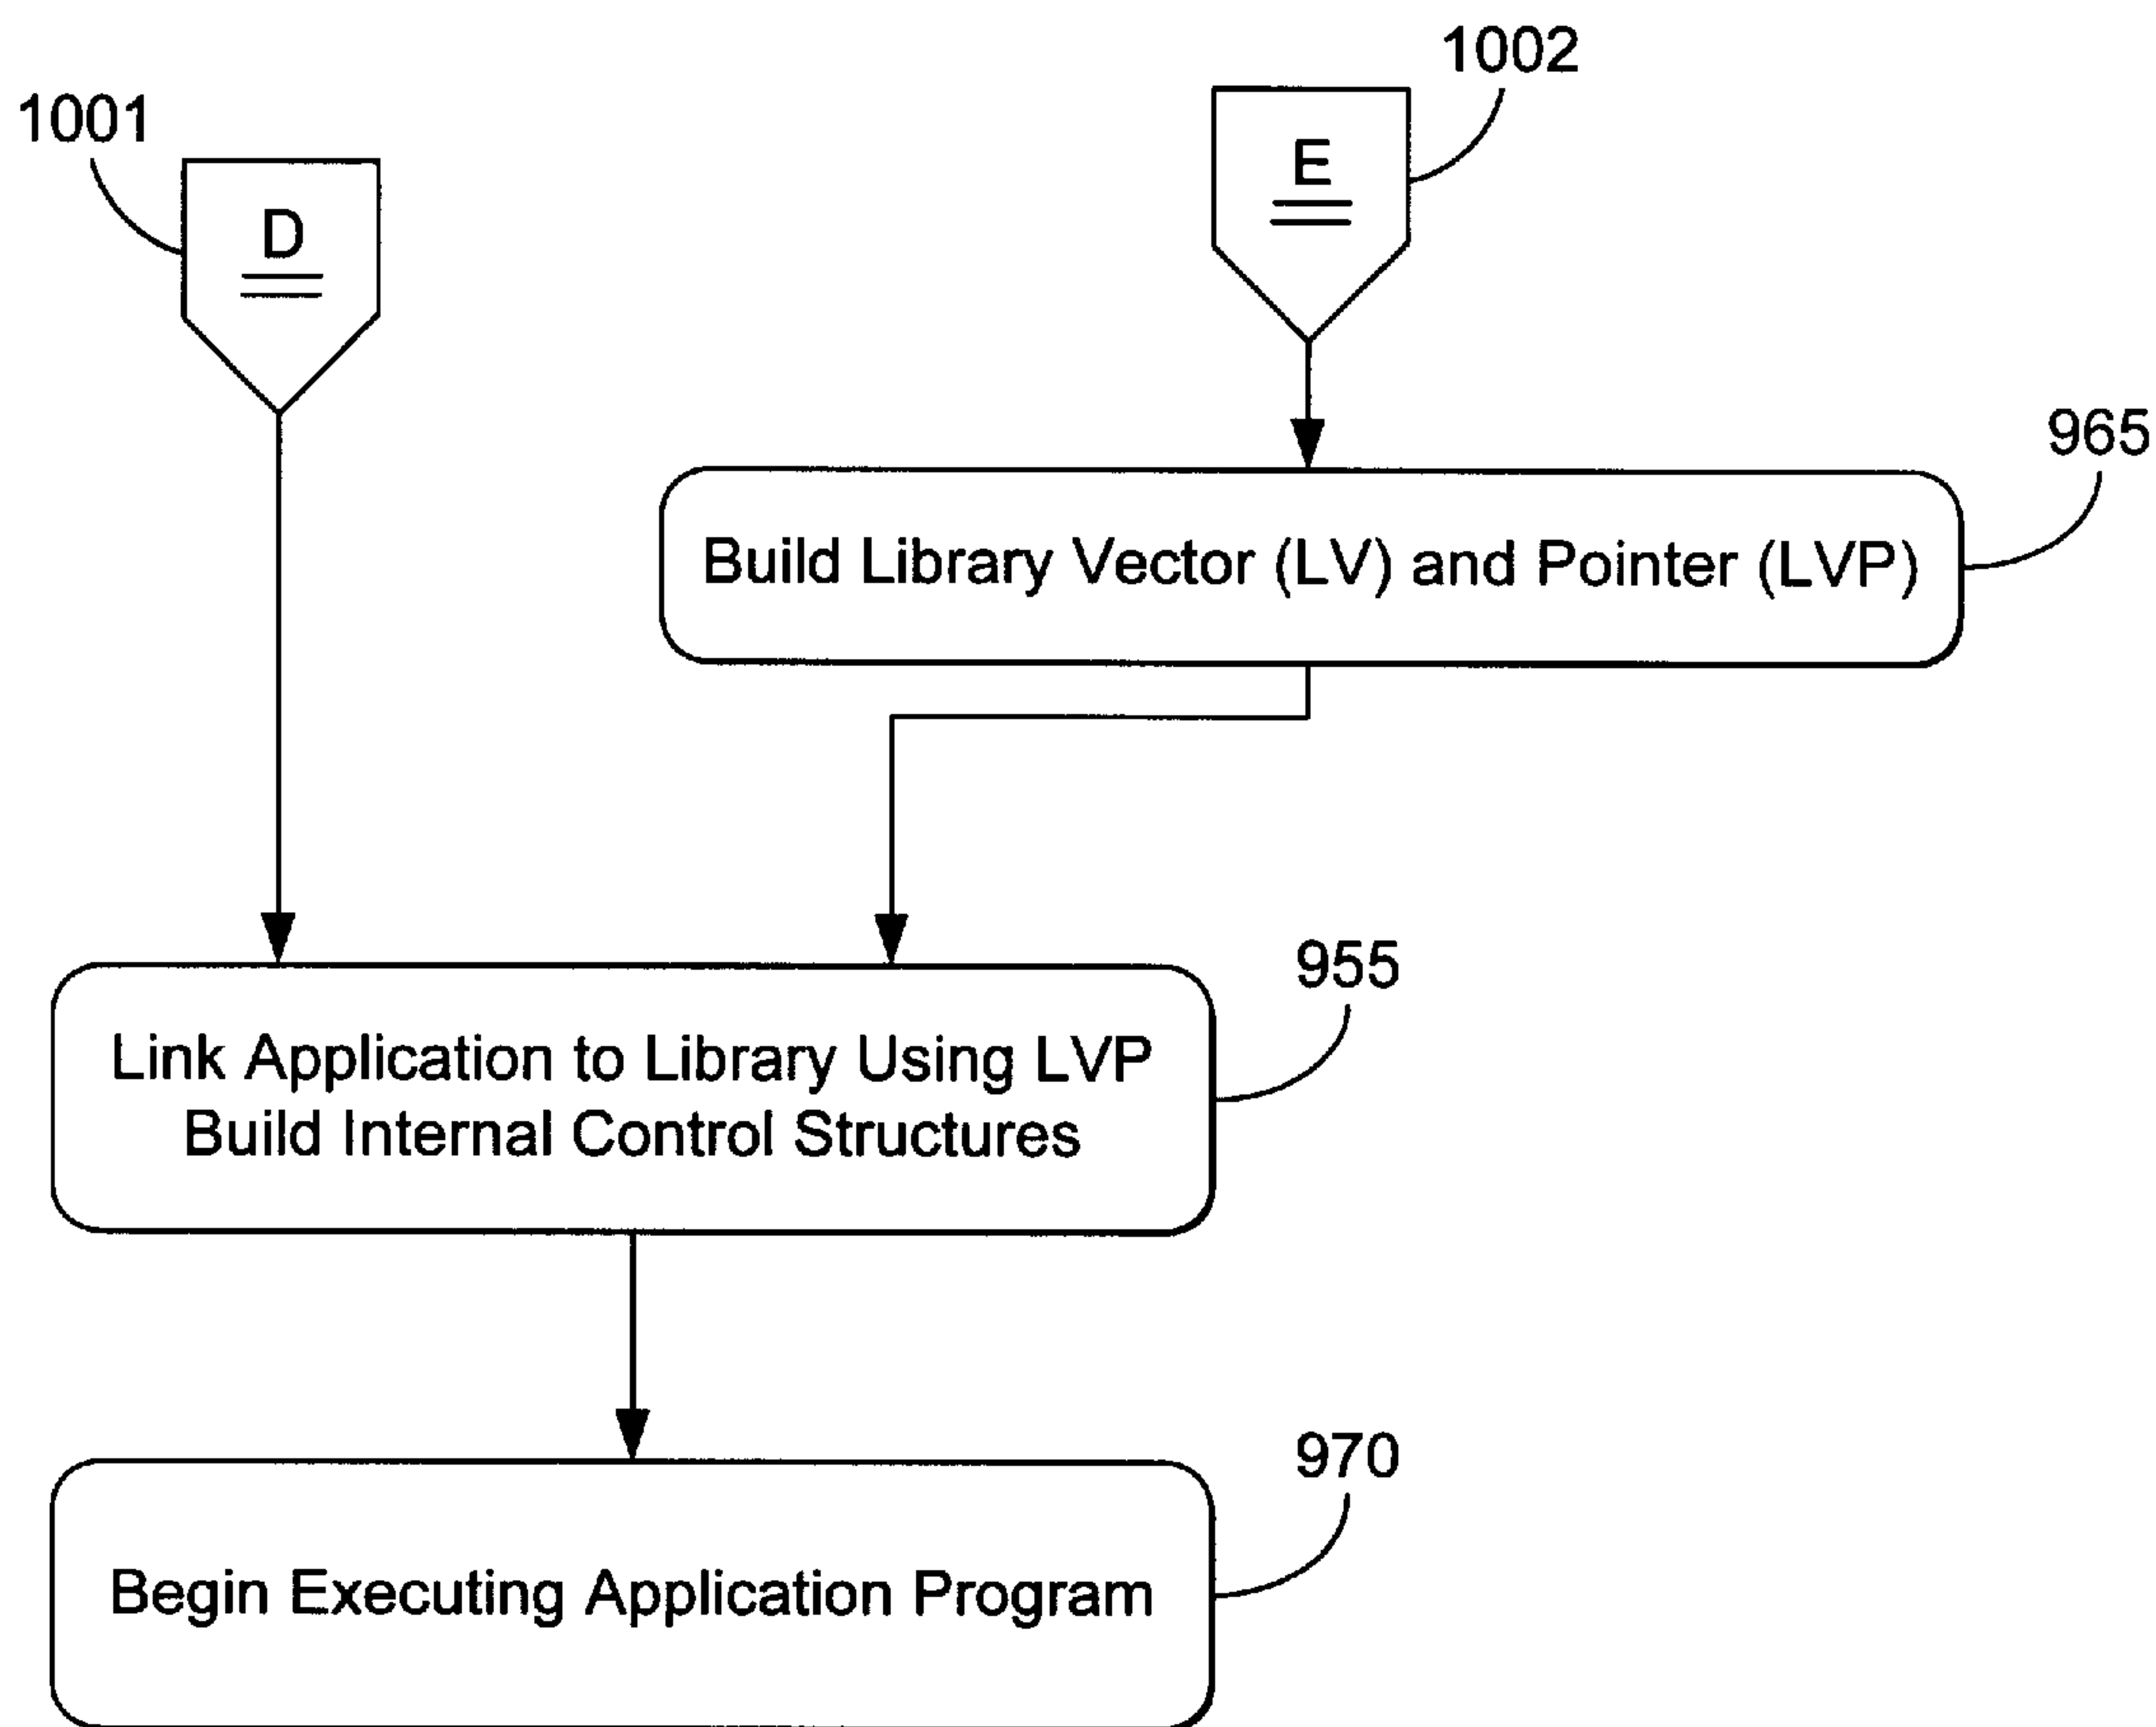 1002
1001
E
D
965
Build Library Vector (LV) and Pointer (LVP)
955
Link Application to Library Using LVP
Build Internal Control Structures
970
Begin Executing Application Program